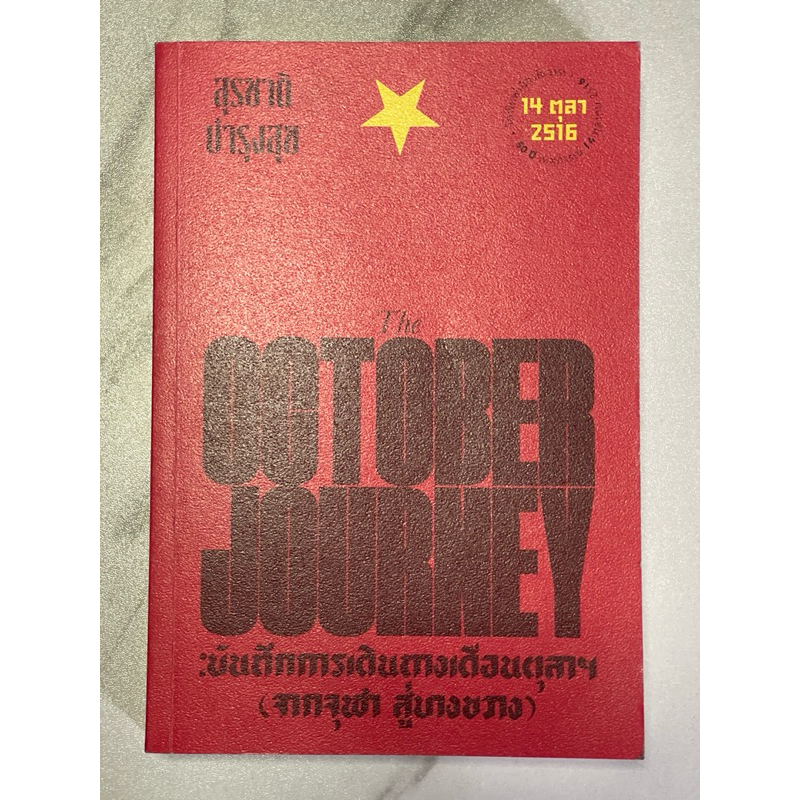 สุรชาติ
บำรุงสุข
14 ตุลา
2516
50 ปี
The
OCTOBER
JOURNEY
:บันทึกการเดินทางเดือนตุลาฯ
(จากจุฬา สู่บางขวาง)